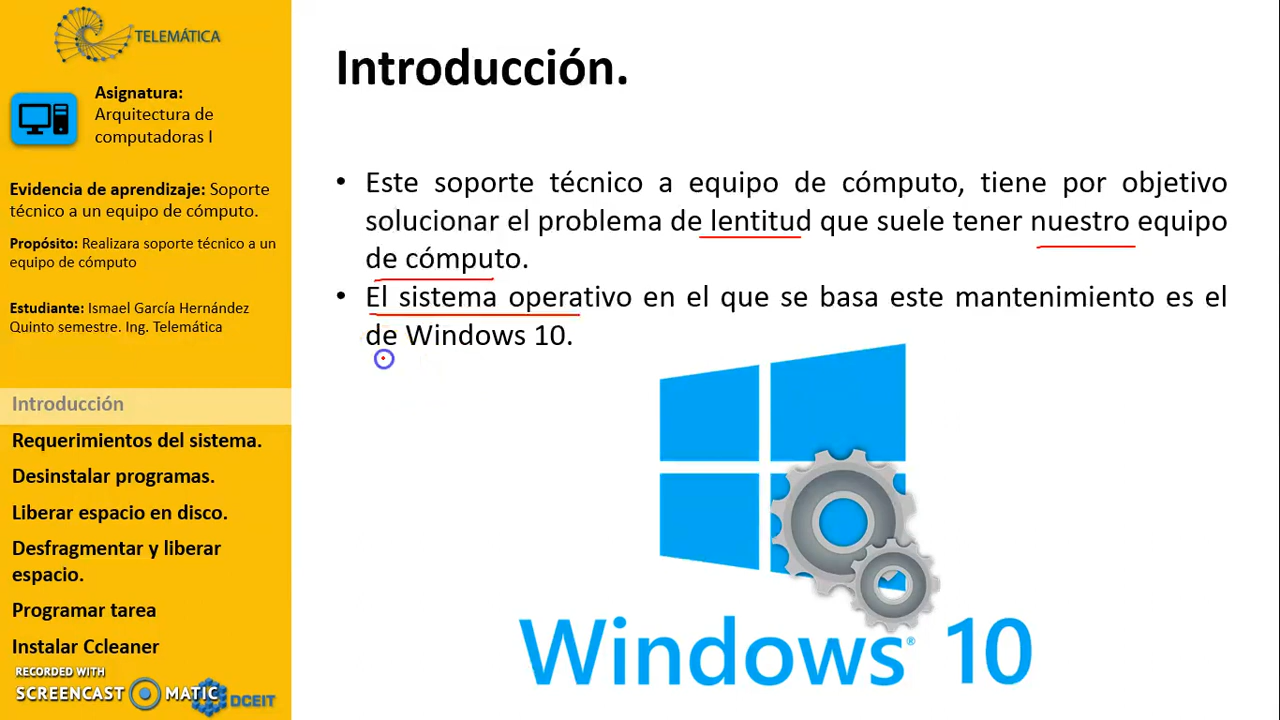 TELEMÁTICA
Asignatura:
Arquitectura de
computadoras I
Evidencia de aprendizaje: Soporte
técnico a un equipo de cómputo.
Propósito: Realizara soporte técnico a un
equipo de cómputo
Estudiante: Ismael García Hernández
Quinto semestre. Ing. Telemática
Introducción
Requerimientos del sistema.
Desinstalar programas.
Liberar espacio en disco.
Desfragmentar y liberar
espacio.
Programar tarea
Instalar Ccleaner
RECORDED WITH
SCREENCAST MATIC
DCEIT
Introducción.
• Este soporte técnico a equipo de cómputo, tiene por objetivo
solucionar el problema de lentitud que suele tener nuestro equipo
de cómputo.
• El sistema operativo en el que se basa este mantenimiento es el
de Windows 10.
Windows® 10